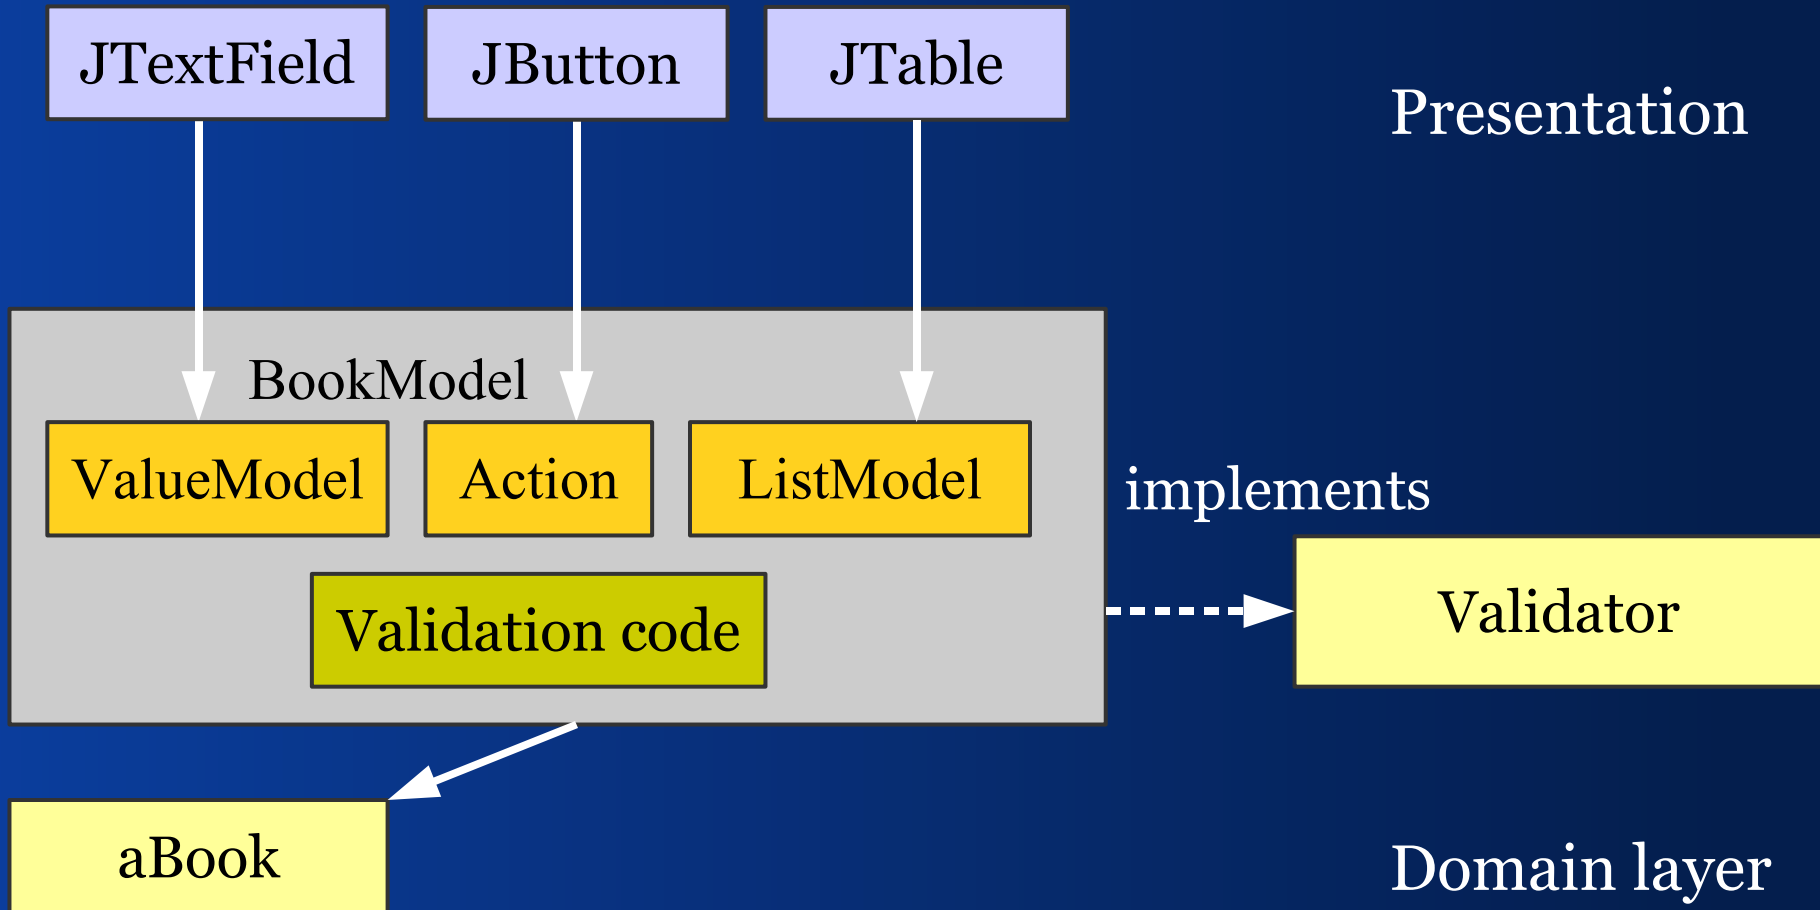 JTextField
JButton
JTable
Presentation
BookModel
ValueModel
Action
ListModel
implements
Validation code
Validator
aBook
Domain layer